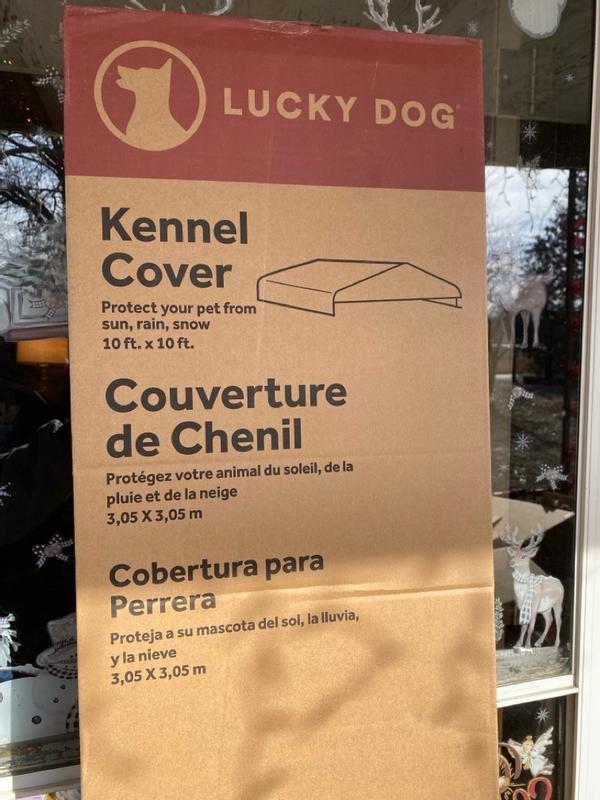 LUCKY DOG
Kennel
Cover
Protect your pet from
sun, rain, snow
10 ft. x 10 ft.
Couverture
de Chenil
Protégez votre animal du soleil, de la
pluie et de la neige
3,05 X 3,05 m
Cobertura para
Perrera
Proteja a su mascota del sol, la lluvia,
y la nieve
3,05 X 3,05 m